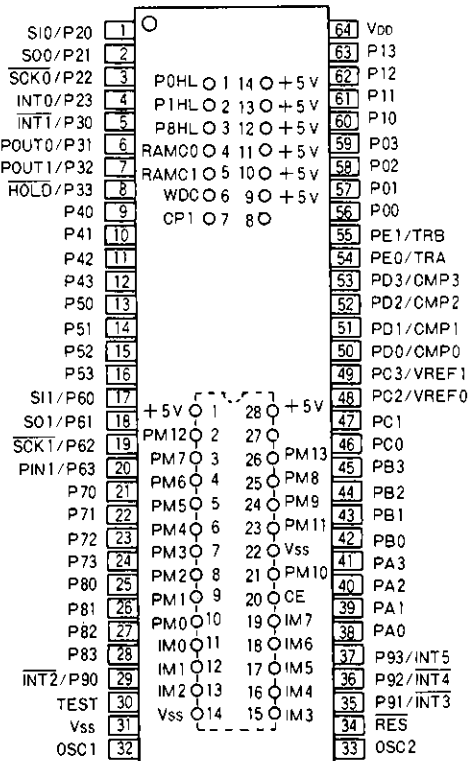 SI0/P20 1
SO0/P21 2
SCK0/P22 3
INT0/P23 4
INT1/P30 5
POUT0/P31 6
POUT1/P32 7
HOLD/P33 8
P40 9
P41 10
P42 11
P43 12
P50 13
P51 14
P52 15
P53 16
SI1/P60 17
SO1/P61 18
SCK1/P62 19
PIN1/P63 20
P70 21
P71 22
P72 23
P73 24
P80 25
P81 26
P82 27
P83 28
INT2/P90 29
TEST 30
Vss 31
OSC1 32
P0HL 1 14 +5V
P1HL 2 13 +5V
P8HL 3 12 +5V
RAMC0 4 11 +5V
RAMC1 5 10 +5V
WDC 6 9 +5V
CP1 7 8
+5V 1 28 +5V
PM12 2 27
PM7 3 26 PM13
PM6 4 25 PM8
PM5 5 24 PM9
PM4 6 23 PM11
PM3 7 22 Vss
PM2 8 21 PM10
PM1 9 20 CE
PM0 10 19 IM7
IM0 11 18 IM6
IM1 12 17 IM5
IM2 13 16 IM4
Vss 14 15 IM3
64 VDD
63 P13
62 P12
61 P11
60 P10
59 P03
58 P02
57 P01
56 P00
55 PE1/TRB
54 PE0/TRA
53 PD3/CMP3
52 PD2/CMP2
51 PD1/CMP1
50 PD0/CMP0
49 PC3/VREF1
48 PC2/VREF0
47 PC1
46 PC0
45 PB3
44 PB2
43 PB1
42 PB0
41 PA3
40 PA2
39 PA1
38 PA0
37 P93/INT5
36 P92/INT4
35 P91/INT3
34 RES
33 OSC2